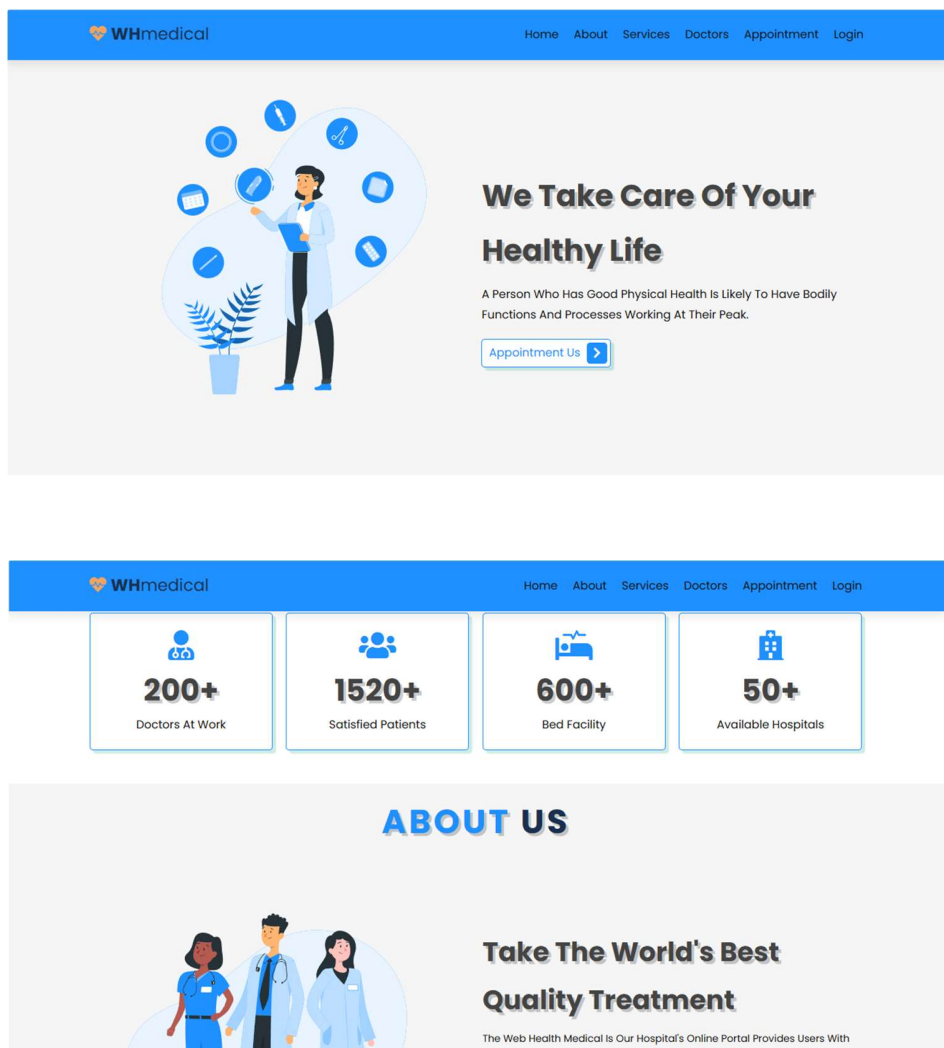 WHmedical
Home About Services Doctors Appointment Login
We Take Care Of Your
Healthy Life
A Person Who Has Good Physical Health Is Likely To Have Bodily
Functions And Processes Working At Their Peak.
Appointment Us
WHmedical
Home About Services Doctors Appointment Login
200+
Doctors At Work
1520+
Satisfied Patients
600+
Bed Facility
50+
Available Hospitals
ABOUT US
Take The World's Best
Quality Treatment
The Web Health Medical Is Our Hospital's Online Portal Provides Users With